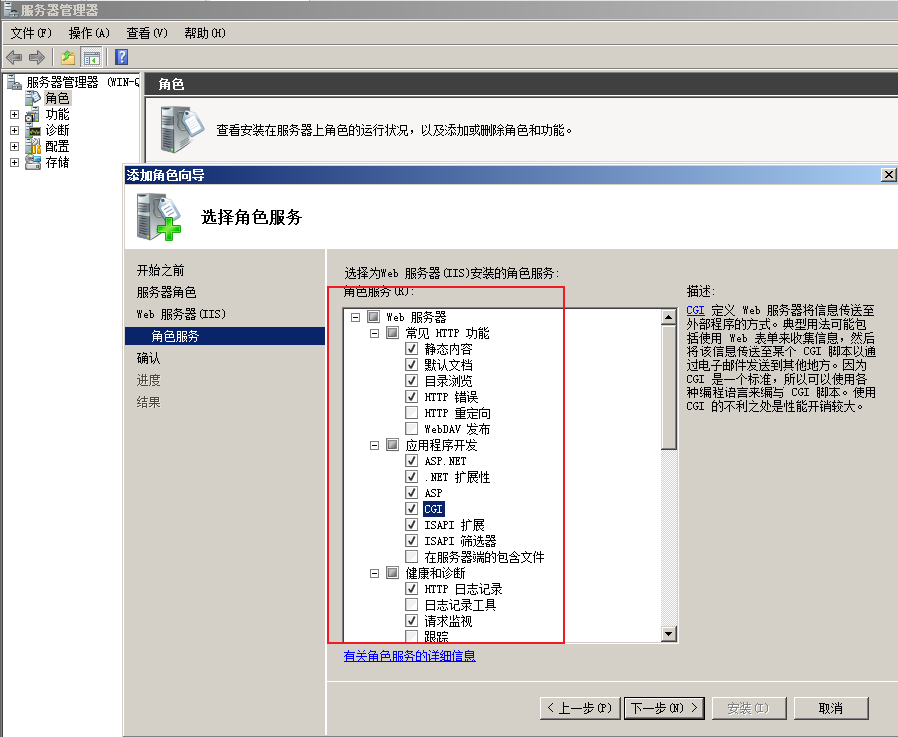 服务器管理器
文件(F) 操作(A) 查看(V) 帮助(H)
服务器管理器 (WIN-Q
角色
功能
诊断
配置
存储
角色
查看安装在服务器上角色的运行状况，以及添加或删除角色和功能。
添加角色向导
选择角色服务
开始之前
服务器角色
Web 服务器(IIS)
角色服务
确认
进度
结果
选择为Web 服务器(IIS)安装的角色服务:
角色服务(R):
Web 服务器
常见 HTTP 功能
静态内容
默认文档
目录浏览
HTTP 错误
HTTP 重定向
WebDAV 发布
应用程序开发
ASP.NET
.NET 扩展性
ASP
CGI
ISAPI 扩展
ISAPI 筛选器
在服务器端的包含文件
健康和诊断
HTTP 日志记录
日志记录工具
请求监视
跟踪
有关角色服务的详细信息
描述:
CGI 定义 Web 服务器将信息传送至
外部程序的方式。典型用法可能包
括使用 Web 表单来收集信息，然后
将该信息传送至某个 CGI 脚本以通
过电子邮件发送到其他地方。因为
CGI 是一个标准，所以可以使用各
种编程语言来编写 CGI 脚本。使用
CGI 的不利之处是性能开销较大。
< 上一步(P) 下一步(N) > 安装(I) 取消